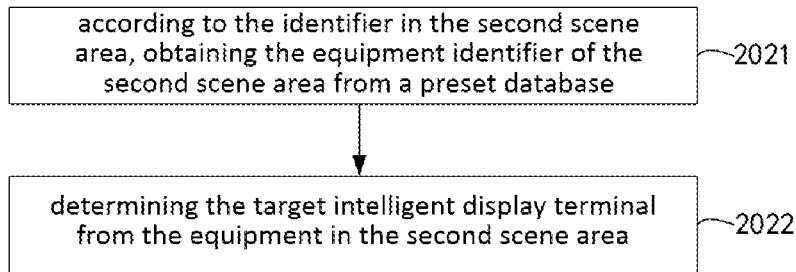 according to the identifier in the second scene
area, obtaining the equipment identifier of the
second scene area from a preset database
2021
determining the target intelligent display terminal
from the equipment in the second scene area
2022